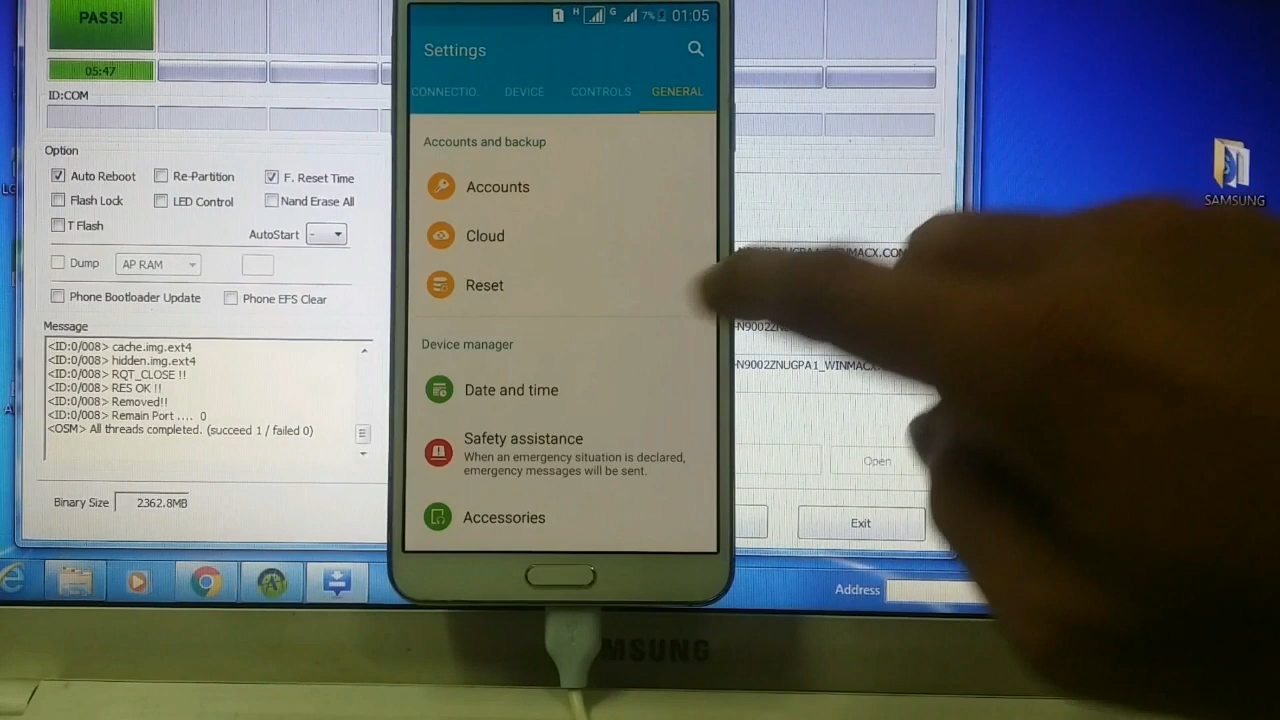 PASS!
05:47
ID:COM
Option
Auto Reboot
Re-Partition
F. Reset Time
Flash Lock
LED Control
Nand Erase All
T Flash
AutoStart
-
Dump
AP RAM
Phone Bootloader Update
Phone EFS Clear
Message
<ID:0/008> cache.img.ext4
<ID:0/008> hidden.img.ext4
<ID:0/008> RQT_CLOSE !!
<ID:0/008> RES OK !!
<ID:0/008> Removed!!
<ID:0/008> Remain Port .... 0
<OSM> All threads completed. (succeed 1 / failed 0)
Binary Size
2362.8MB
1 H G 7% 01:05
Settings
CONNECTIO
DEVICE
CONTROLS
GENERAL
Accounts and backup
Accounts
Cloud
Reset
Device manager
Date and time
Safety assistance
When an emergency situation is declared,
emergency messages will be sent.
Accessories
N9002ZNUGPA1_WINMACX
Open
Exit
Address
SAMSUNG
MSUNG